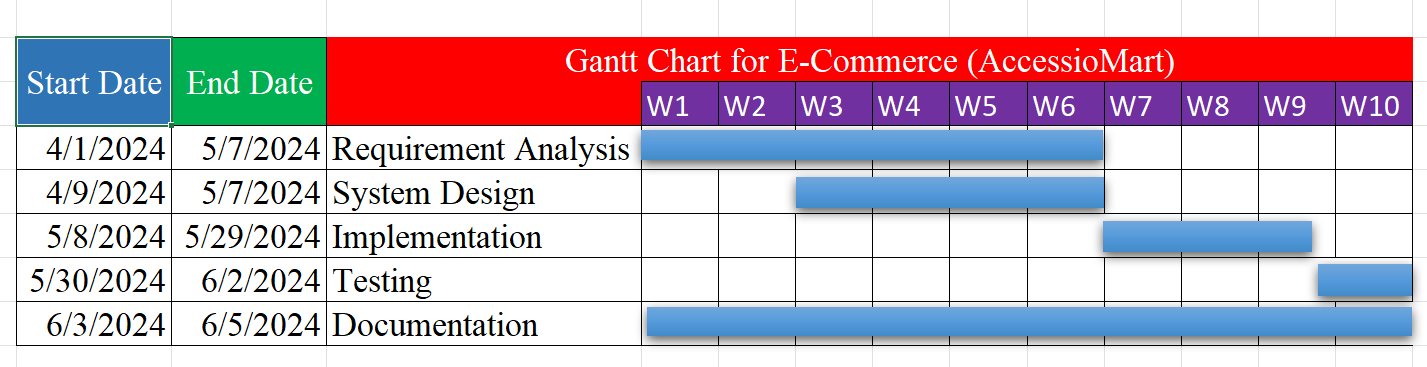 Start Date End Date Gantt Chart for E-Commerce (AccessioMart)
W1 W2 W3 W4 W5 W6 W7 W8 W9 W10
4/1/2024 5/7/2024 Requirement Analysis
4/9/2024 5/7/2024 System Design
5/8/2024 5/29/2024 Implementation
5/30/2024 6/2/2024 Testing
6/3/2024 6/5/2024 Documentation